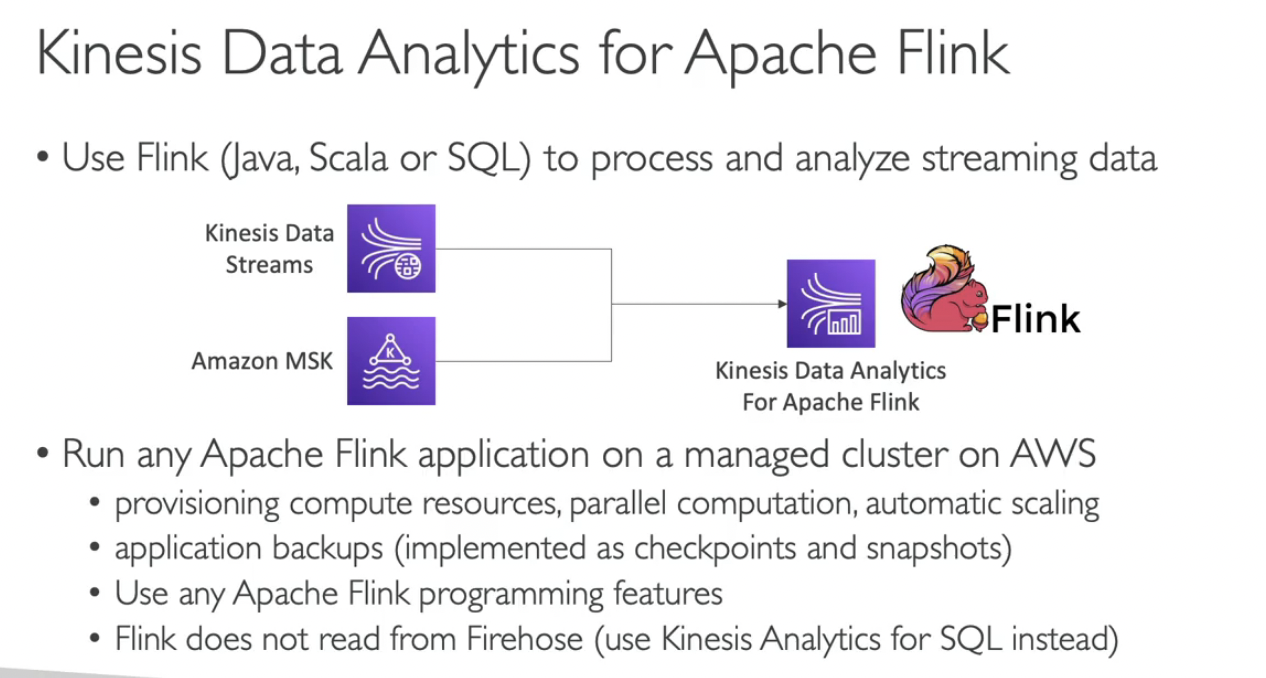 Kinesis Data Analytics for Apache Flink
• Use Flink (Java, Scala or SQL) to process and analyze streaming data
Kinesis Data
Streams
Amazon MSK
K
Flink
Kinesis Data Analytics
For Apache Flink
• Run any Apache Flink application on a managed cluster on AWS
• provisioning compute resources, parallel computation, automatic scaling
• application backups (implemented as checkpoints and snapshots)
• Use any Apache Flink programming features
• Flink does not read from Firehose (use Kinesis Analytics for SQL instead)